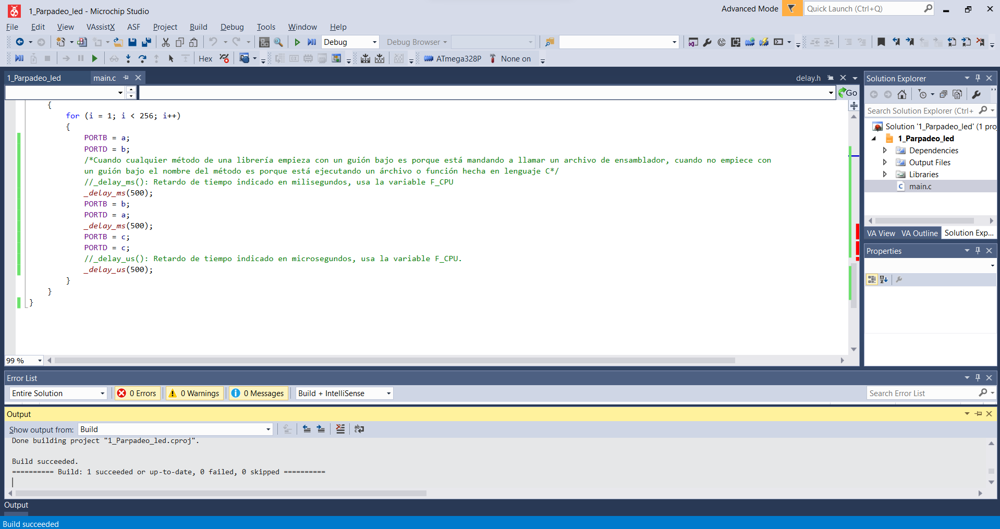 1_Parpadeo_led - Microchip Studio
Advanced Mode
Quick Launch (Ctrl+Q)
File Edit View VAssistX ASF Project Build Debug Tools Window Help
Debug Debug Browser
Hex ATmega328P None on
1_Parpadeo_led main.c delay.h
Go
{
for (i = 1; i < 256; i++)
{
PORTB = a;
PORTD = b;
/*Cuando cualquier método de una librería empieza con un guión bajo es porque está mandando a llamar un archivo de ensamblador, cuando no empiece con
un guión bajo el nombre del método es porque está ejecutando un árchivo o función hecha en lenguaje C*/
//_delay_ms(): Retardo de tiempo indicado en milisegundos, usa la variable F_CPU
_delay_ms(500);
PORTB = b;
PORTD = a;
_delay_ms(500);
PORTB = c;
PORTD = c;
//_delay_us(): Retardo de tiempo indicado en microsegundos, usa la variable F_CPU.
_delay_us(500);
}
}
}
99 %
Solution Explorer
Search Solution Explorer (Ctrl+
Solution '1_Parpadeo_led' (1 proj
1_Parpadeo_led
Dependencies
Output Files
Libraries
main.c
VA View VA Outline Solution Exp...
Properties
Error List
Entire Solution 0 Errors 0 Warnings 0 Messages Build + IntelliSense Search Error List
Output
Show output from: Build
Done building project "1_Parpadeo_led.cproj".
Build succeeded.
========== Build: 1 succeeded or up-to-date, 0 failed, 0 skipped ==========
Output
Build succeeded